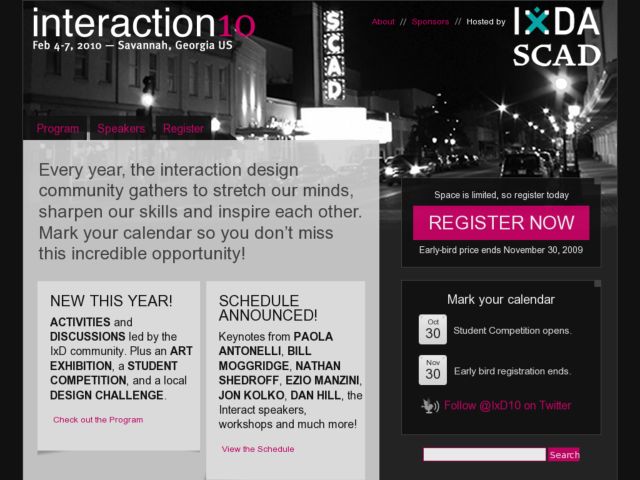 interaction10
Feb 4-7, 2010 — Savannah, Georgia US
About // Sponsors // Hosted by
IxDA
SCAD
SCAD
Program
Speakers
Register
Every year, the interaction design
community gathers to stretch our minds,
sharpen our skills and inspire each other.
Mark your calendar so you don't miss
this incredible opportunity!
NEW THIS YEAR!
ACTIVITIES and
DISCUSSIONS led by the
IxD community. Plus an ART
EXHIBITION, a STUDENT
COMPETITION, and a local
DESIGN CHALLENGE.
Check out the Program
SCHEDULE
ANNOUNCED!
Keynotes from PAOLA
ANTONELLI, BILL
MOGGRIDGE, NATHAN
SHEDROFF, EZIO MANZINI,
JON KOLKO, DAN HILL, the
Interact speakers,
workshops and much more!
View the Schedule
Space is limited, so register today
REGISTER NOW
Early-bird price ends November 30, 2009
Mark your calendar
Oct
30
Student Competition opens.
Nov
30
Early bird registration ends.
Follow @IxD10 on Twitter
Search